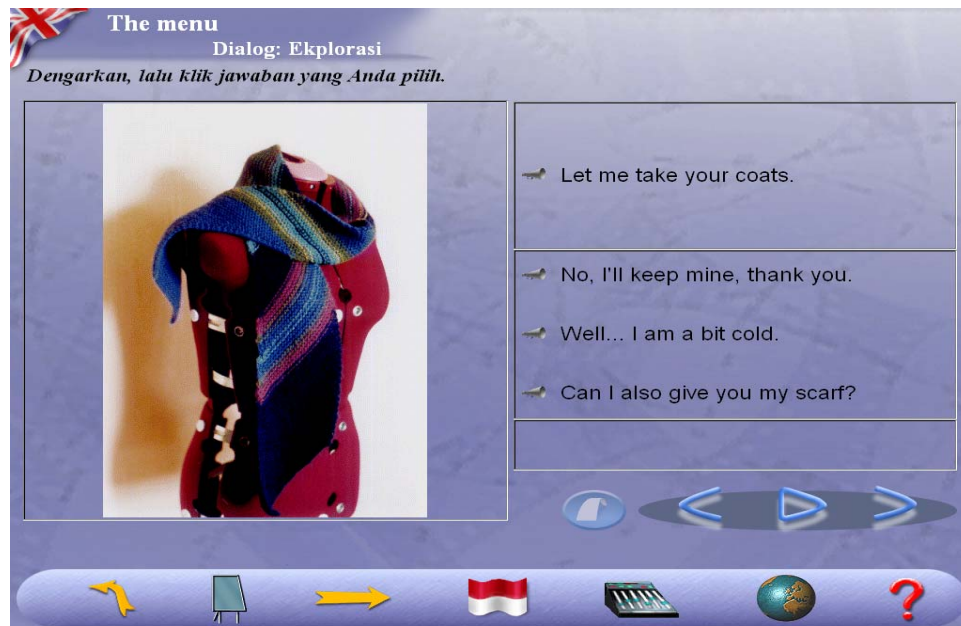 The menu
Dialog: Ekplorasi
Dengarkan, lalu klik jawaban yang Anda pilih.
Let me take your coats.
No, I'll keep mine, thank you.
Well... I am a bit cold.
Can I also give you my scarf?
?